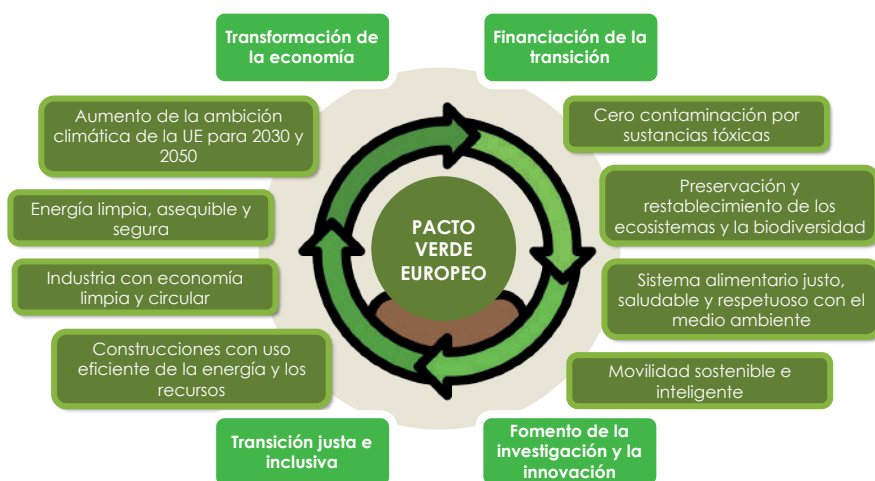 Transformación de
la economía
Financiación de la
transición
Aumento de la ambición
climática de la UE para 2030 y
2050
Cero contaminación por
sustancias tóxicas
Energía limpia, asequible y
segura
Preservación y
restablecimiento de los
ecosistemas y la biodiversidad
PACTO
VERDE
EUROPEO
Industria con economía
limpia y circular
Sistema alimentario justo,
saludable y respetuoso con el
medio ambiente
Construcciones con uso
eficiente de la energía y los
recursos
Movilidad sostenible e
inteligente
Transición justa e
inclusiva
Fomento de la
investigación y la
innovación